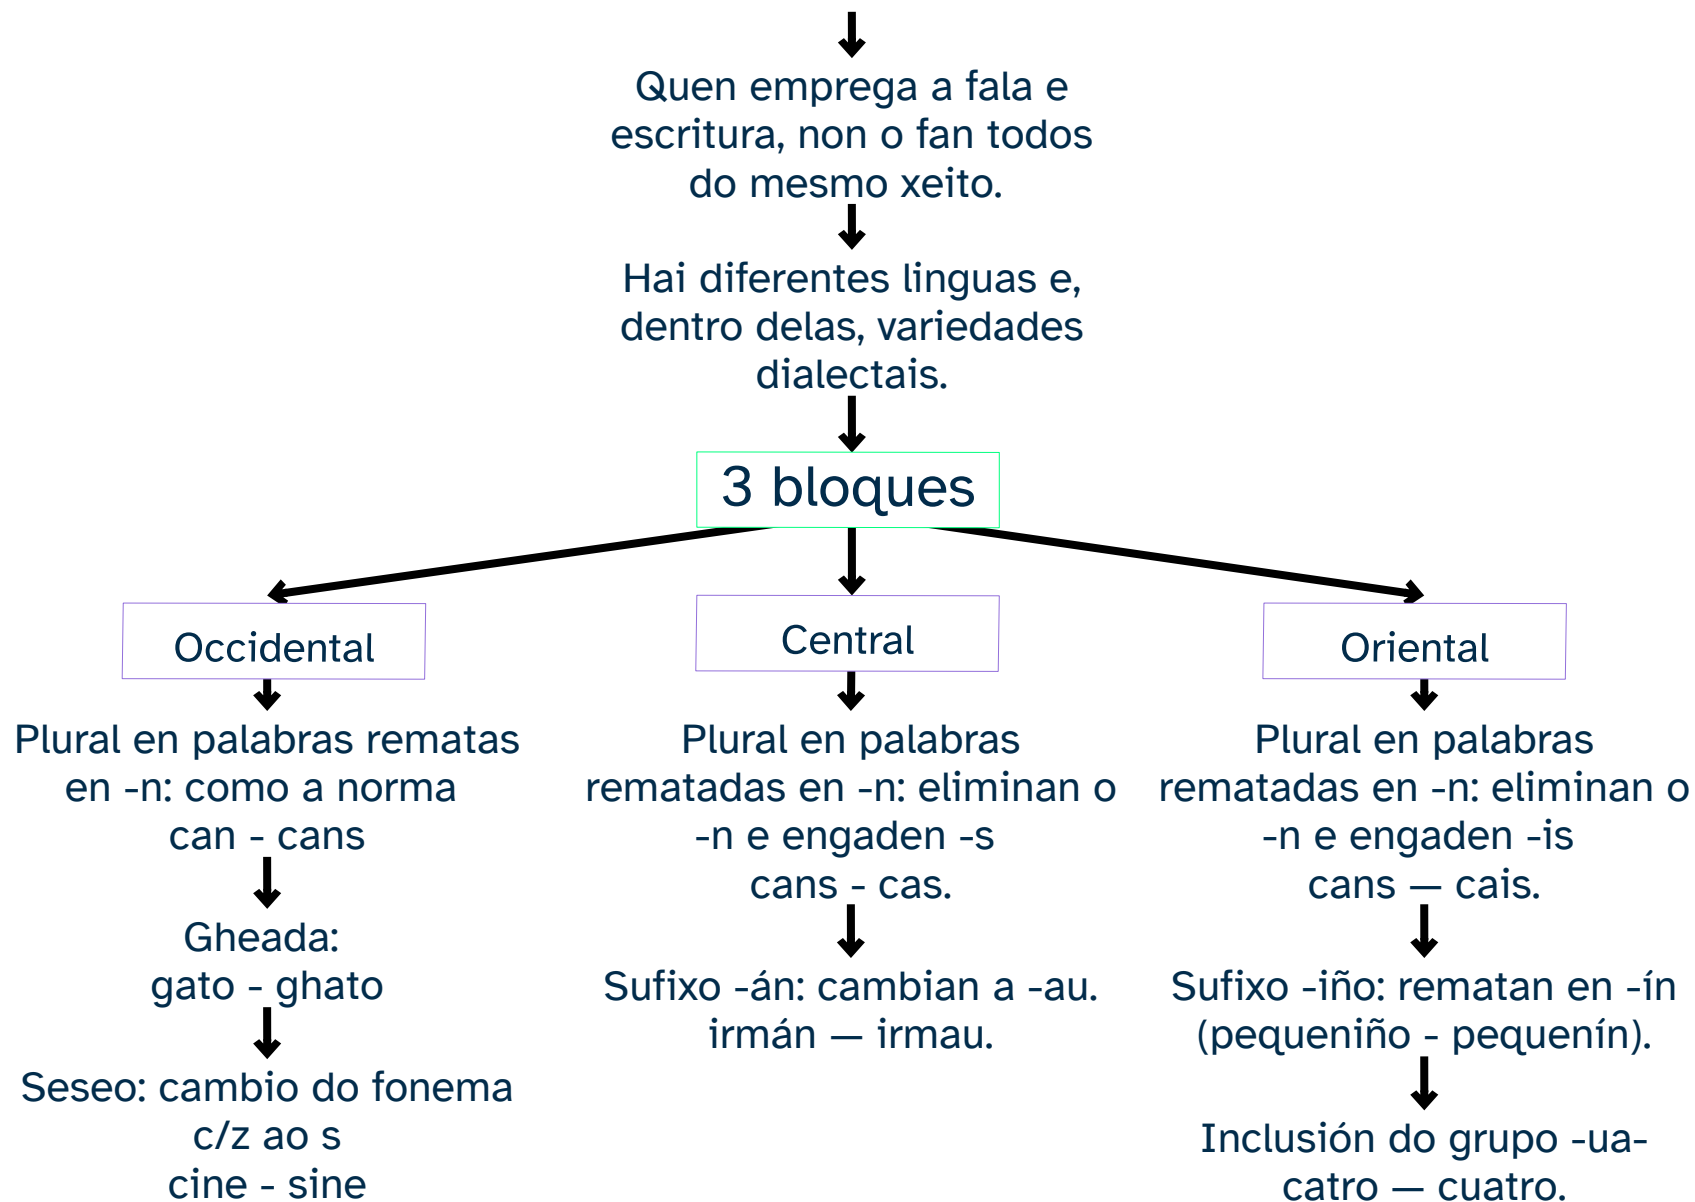 Quen emprega a fala e
escritura, non o fan todos
do mesmo xeito.
Hai diferentes linguas e,
dentro delas, variedades
dialectais.
3 bloques
Occidental
Plural en palabras rematas
en -n: como a norma
can - cans
Gheada:
gato - ghato
Seseo: cambio do fonema
c/z ao s
cine - sine
Central
Plural en palabras
rematadas en -n: eliminan o
-n e engaden -s
cans - cas.
Sufixo -án: cambian a -au.
irmán — irmau.
Oriental
Plural en palabras
rematadas en -n: eliminan o
-n e engaden -is
cans — cais.
Sufixo -iño: rematan en -ín
(pequeniño - pequenín).
Inclusión do grupo -ua-
catro — cuatro.